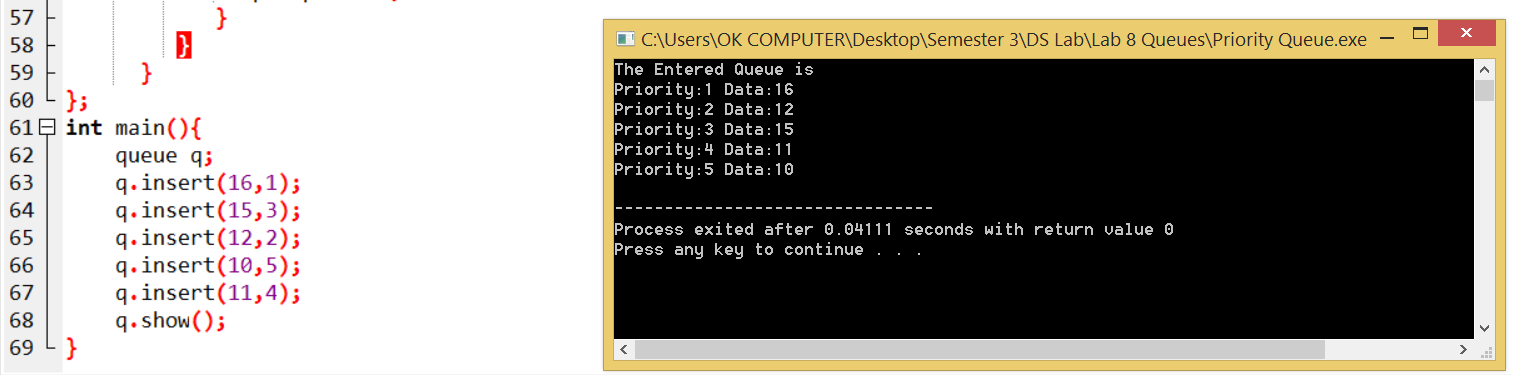 57 }
58 }
59 }
60 };
61 int main(){
62 queue q;
63 q.insert(16,1);
64 q.insert(15,3);
65 q.insert(12,2);
66 q.insert(10,5);
67 q.insert(11,4);
68 q.show();
69 }
C:\Users\OK COMPUTER\Desktop\Semester 3\DS Lab\Lab 8 Queues\Priority Queue.exe
The Entered Queue is
Priority:1 Data:16
Priority:2 Data:12
Priority:3 Data:15
Priority:4 Data:11
Priority:5 Data:10
--------------------------------
Process exited after 0.04111 seconds with return value 0
Press any key to continue . . .